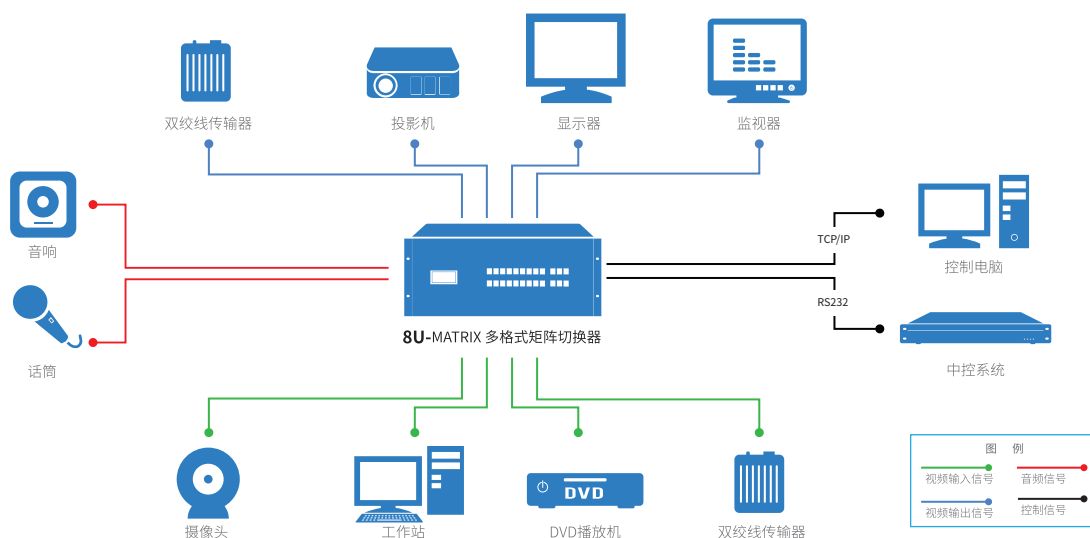 双绞线传输器
投影机
显示器
监视器
音响
TCP/IP
控制电脑
RS232
8U-MATRIX 多格式矩阵切换器
话筒
中控系统
DVD
摄像头
工作站
DVD播放机
双绞线传输器
图 例
视频输入信号
音频信号
视频输出信号
控制信号